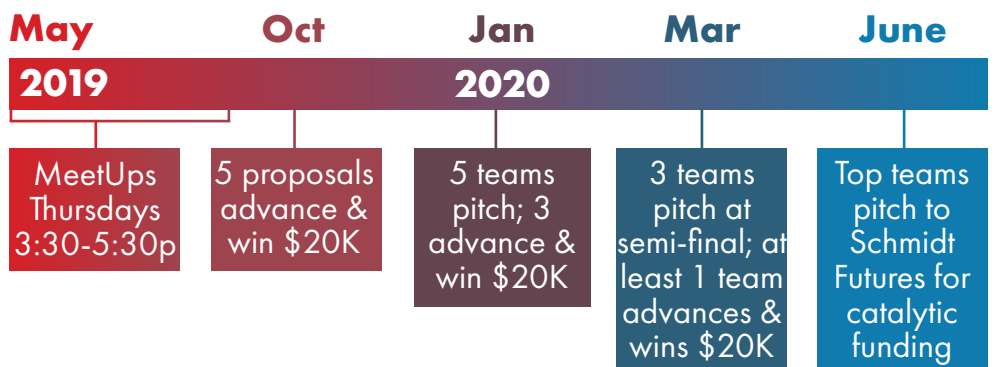 May
Oct
Jan
Mar
June
2019
2020
MeetUps
Thursdays
3:30-5:30p
5 proposals
advance &
win $20K
5 teams
pitch; 3
advance &
win $20K
3 teams
pitch at
semi-final; at
least 1 team
advances &
wins $20K
Top teams
pitch to
Schmidt
Futures for
catalytic
funding